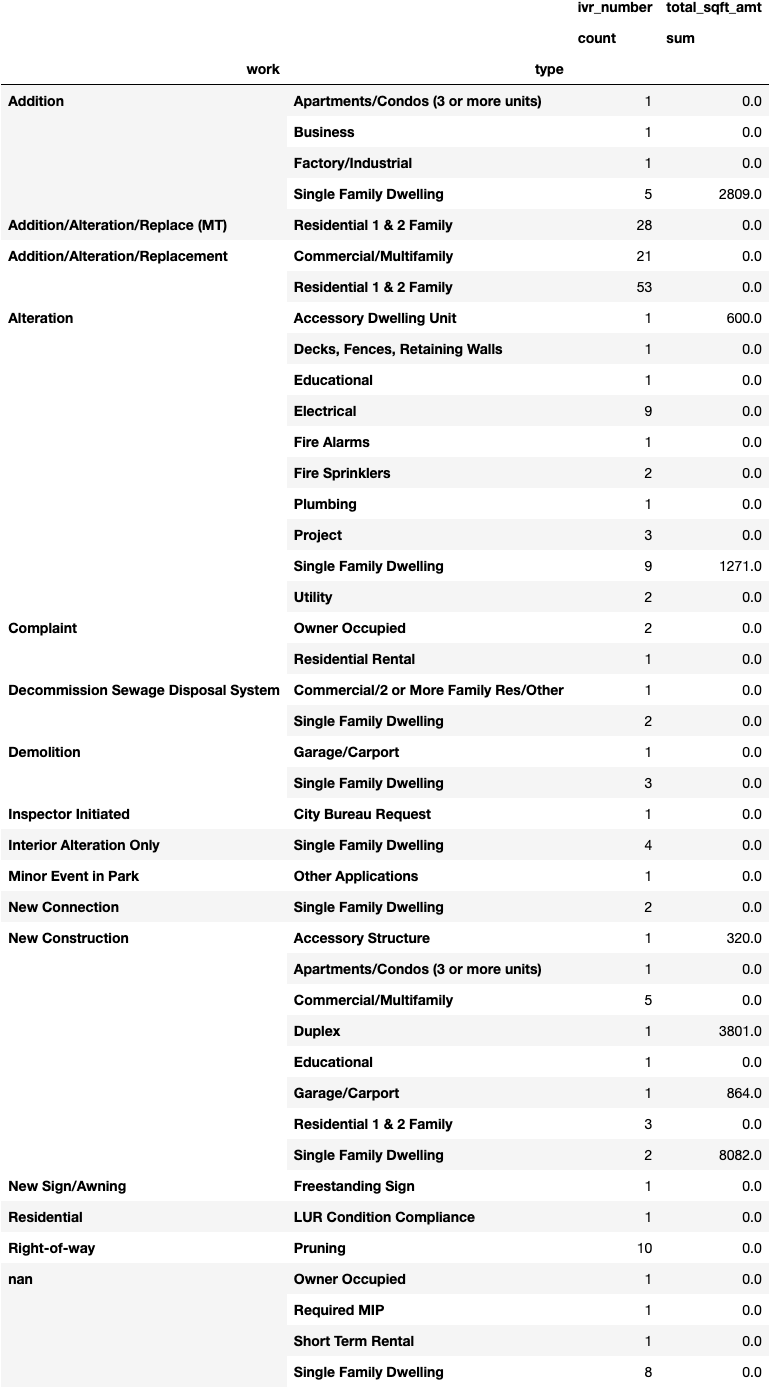 ivr_number total_sqft_amt
count sum
work type
Addition Apartments/Condos (3 or more units) 1 0.0
Business 1 0.0
Factory/Industrial 1 0.0
Single Family Dwelling 5 2809.0
Addition/Alteration/Replace (MT) Residential 1 & 2 Family 28 0.0
Addition/Alteration/Replacement Commercial/Multifamily 21 0.0
Residential 1 & 2 Family 53 0.0
Alteration Accessory Dwelling Unit 1 600.0
Decks, Fences, Retaining Walls 1 0.0
Educational 1 0.0
Electrical 9 0.0
Fire Alarms 1 0.0
Fire Sprinklers 2 0.0
Plumbing 1 0.0
Project 3 0.0
Single Family Dwelling 9 1271.0
Utility 2 0.0
Complaint Owner Occupied 2 0.0
Residential Rental 1 0.0
Decommission Sewage Disposal System Commercial/2 or More Family Res/Other 1 0.0
Single Family Dwelling 2 0.0
Demolition Garage/Carport 1 0.0
Single Family Dwelling 3 0.0
Inspector Initiated City Bureau Request 1 0.0
Interior Alteration Only Single Family Dwelling 4 0.0
Minor Event in Park Other Applications 1 0.0
New Connection Single Family Dwelling 2 0.0
New Construction Accessory Structure 1 320.0
Apartments/Condos (3 or more units) 1 0.0
Commercial/Multifamily 5 0.0
Duplex 1 3801.0
Educational 1 0.0
Garage/Carport 1 864.0
Residential 1 & 2 Family 3 0.0
Single Family Dwelling 2 8082.0
New Sign/Awning Freestanding Sign 1 0.0
Residential LUR Condition Compliance 1 0.0
Right-of-way Pruning 10 0.0
nan Owner Occupied 1 0.0
Required MIP 1 0.0
Short Term Rental 1 0.0
Single Family Dwelling 8 0.0